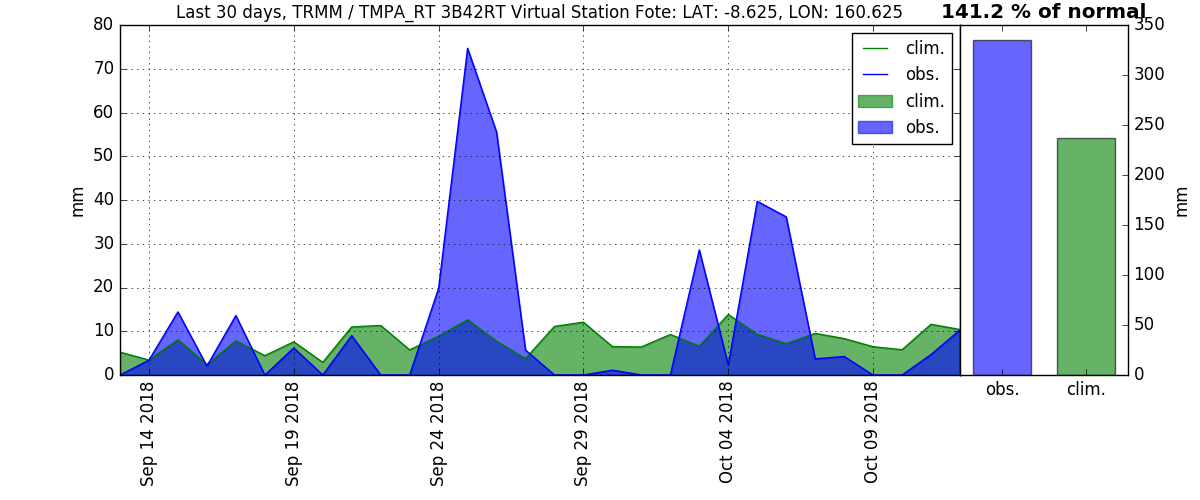 Last 30 days, TRMM / TMPA_RT 3B42RT Virtual Station Fote: LAT: -8.625, LON: 160.625
141.2 % of normal
80
70
60
50
40
30
20
10
0
mm
clim.
obs.
clim.
obs.
Sep 14 2018
Sep 19 2018
Sep 24 2018
Sep 29 2018
Oct 04 2018
Oct 09 2018
350
300
250
200
150
100
50
0
mm
obs.
clim.